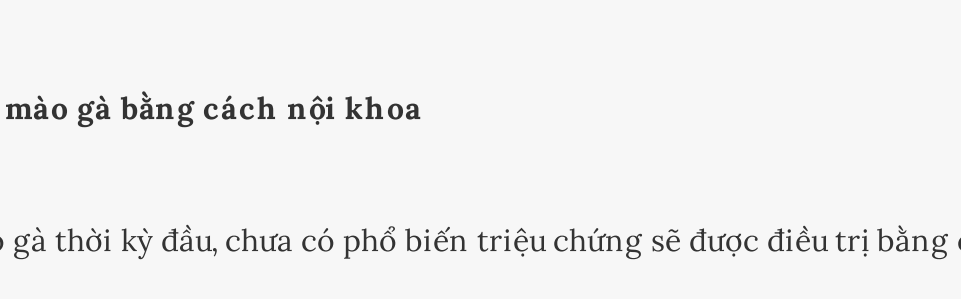 mào gà bằng cách nội khoa
gà thời kỳ đầu, chưa có phổ biến triệu chứng sẽ được điều trị bằng